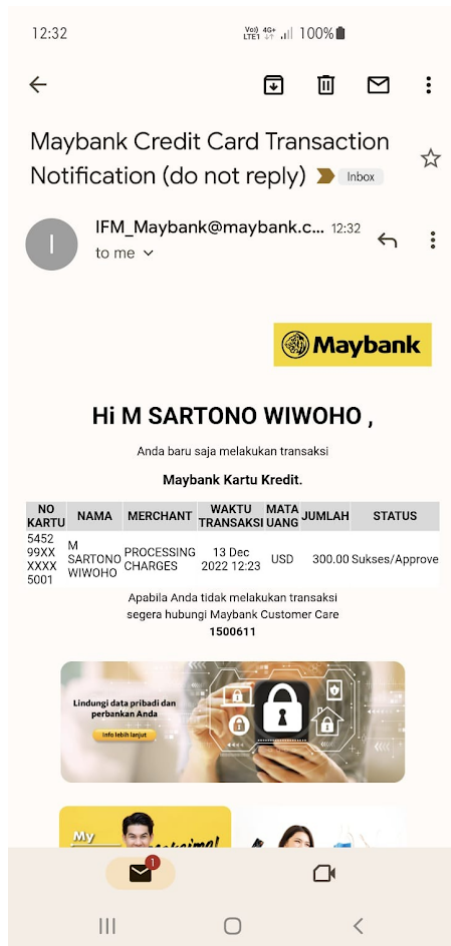 12:32
Vo)) 4G+
LTE1 100%
Maybank Credit Card Transaction
Notification (do not reply)
Inbox
I
IFM_Maybank@maybank.c... 12:32
to me
Maybank
Hi M SARTONO WIWOHO ,
Anda baru saja melakukan transaksi
Maybank Kartu Kredit.
NO KARTU NAMA MERCHANT WAKTU TRANSAKSI MATA UANG JUMLAH STATUS
5452 99XX XXXX 5001 M SARTONO WIWOHO PROCESSING CHARGES 13 Dec 2022 12:23 USD 300.00 Sukses/Approve
Apabila Anda tidak melakukan transaksi
segera hubungi Maybank Customer Care
1500611
Lindungi data pribadi dan
perbankan Anda
Info lebih lanjut
My
1